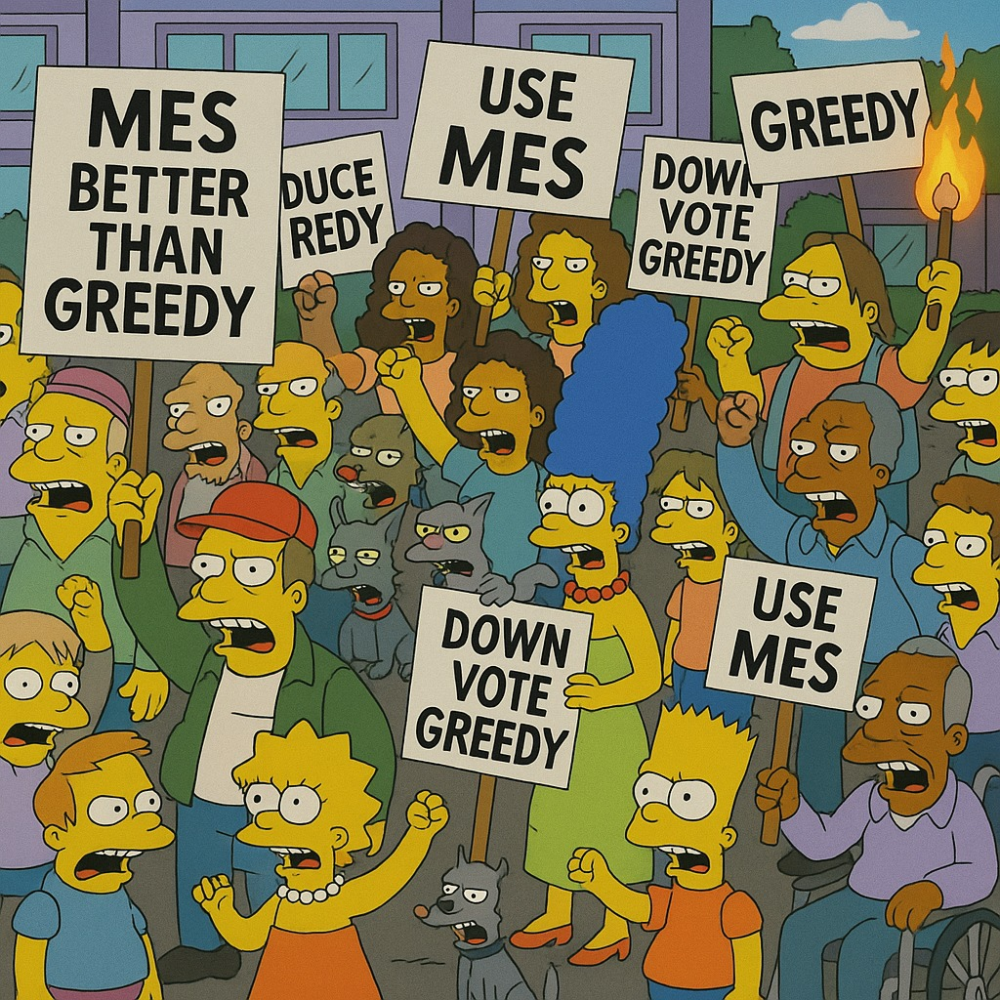 MES
BETTER
THAN
GREEDY
DUCE
REDY
USE
MES
DOWN
VOTE
GREEDY
GREEDY
DOWN
VOTE
GREEDY
USE
MES